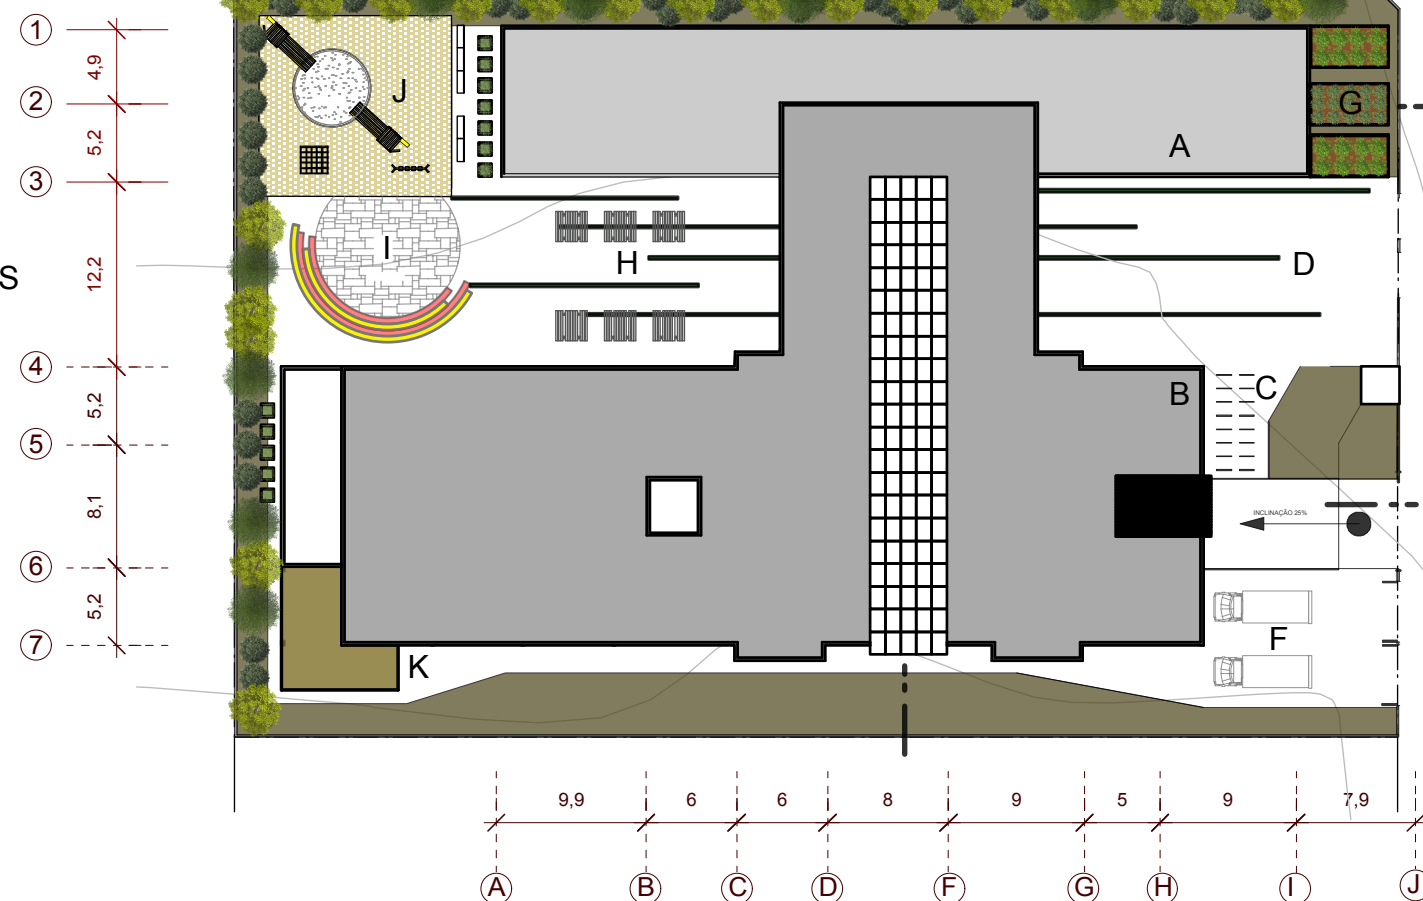 1
4,9
J
2
G
5,2
A
3
I
S
12,2
H
D
4
B
C
5,2
5
8,1
INCLINAÇÃO 25%
6
5,2
F
7
K
9,9 6 6 8 9 5 9 7,9
A B C D F G H I J